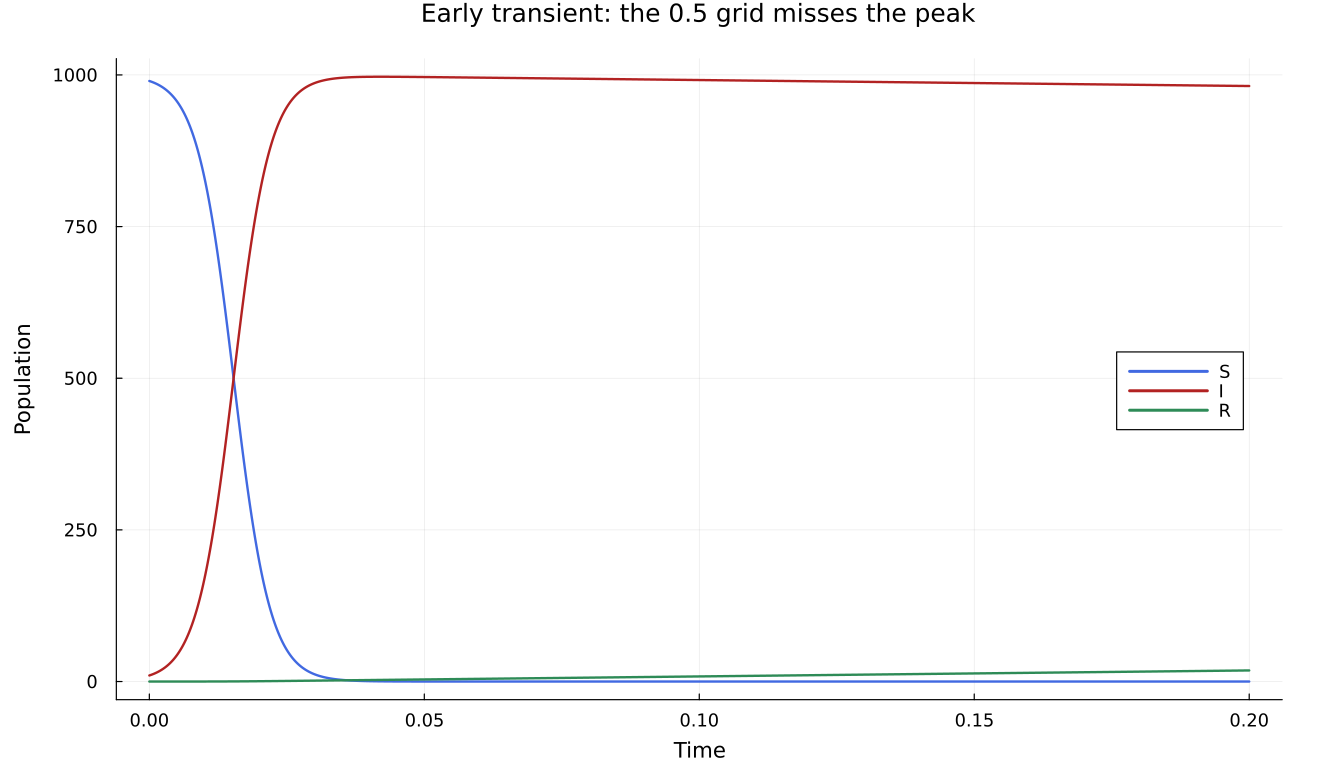 Early transient: the 0.5 grid misses the peak
Population
1000
750
500
250
0
S
I
R
0.00
0.05
0.10
0.15
0.20
Time